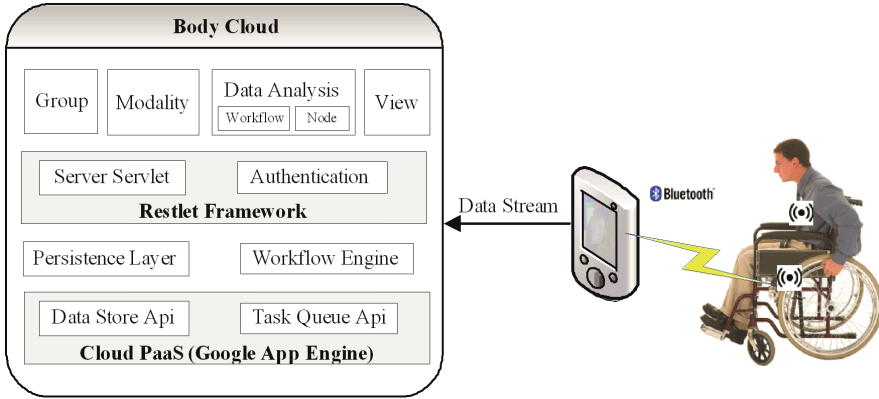 Body Cloud
Group
Modality
Data Analysis
Workflow
Node
View
Server Servlet
Authentication
Restlet Framework
Persistence Layer
Workflow Engine
Data Store Api
Task Queue Api
Cloud PaaS (Google App Engine)
Data Stream
Bluetooth™